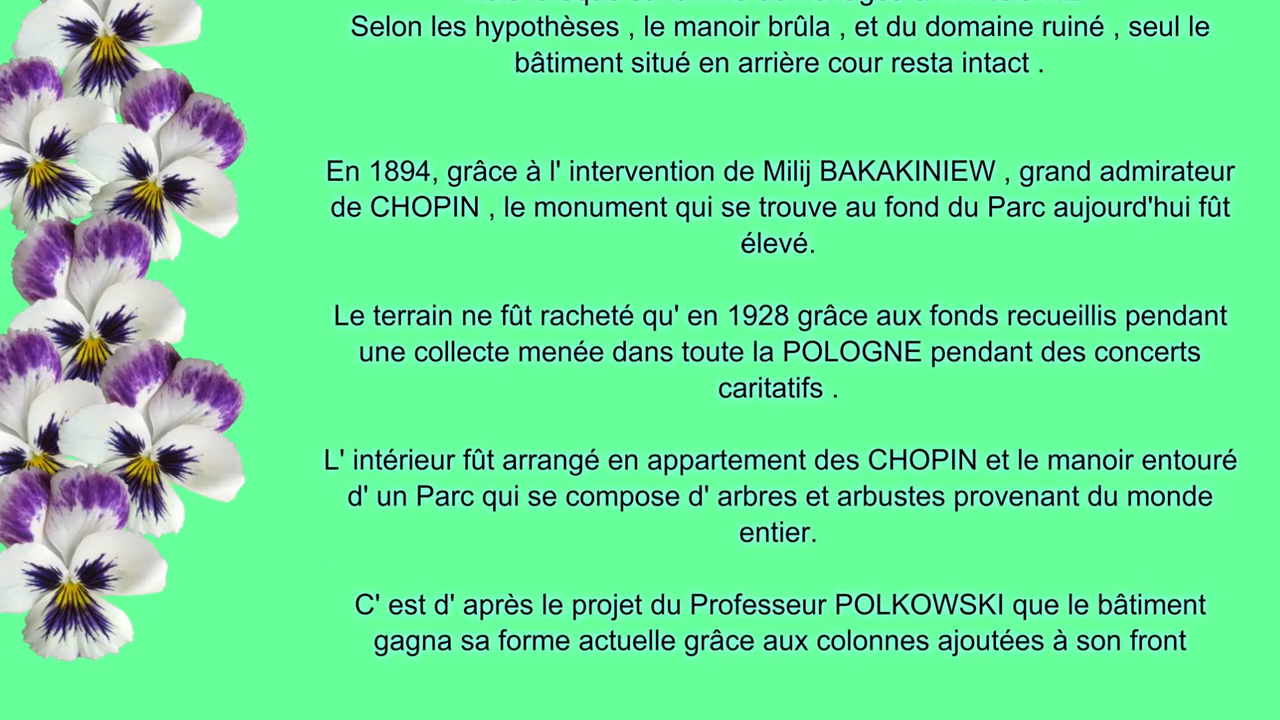 Selon les hypothèses , le manoir brûla , et du domaine ruiné , seul le
bâtiment situé en arrière cour resta intact .
En 1894, grâce à l' intervention de Milij BAKAKINIEW , grand admirateur
de CHOPIN , le monument qui se trouve au fond du Parc aujourd'hui fût
élevé.
Le terrain ne fût racheté qu' en 1928 grâce aux fonds recueillis pendant
une collecte menée dans toute la POLOGNE pendant des concerts
caritatifs .
L' intérieur fût arrangé en appartement des CHOPIN et le manoir entouré
d' un Parc qui se compose d' arbres et arbustes provenant du monde
entier.
C' est d' après le projet du Professeur POLKOWSKI que le bâtiment
gagna sa forme actuelle grâce aux colonnes ajoutées à son front